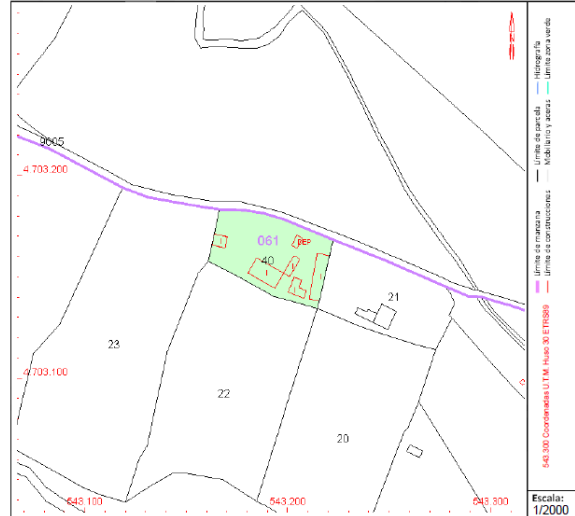 N
9005
4 703.200
061
DEP
40
21
23
4 703.100
22
20
543.100
543.200
543.300
Límite de manzana
Límite de parcela
Hidrografía
543.300 Coordenadas U.T.M. Huso 30 ETRS89
Límite de construcciones
Mobiliario y aceras
Límite zona verde
Escala:
1/2000